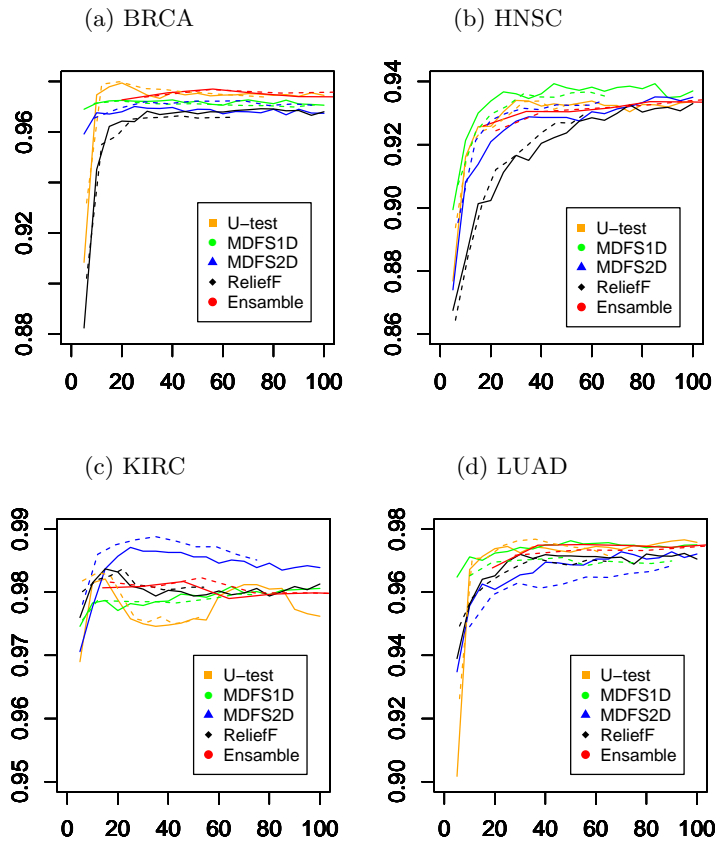 (a) BRCA
0.96
0.92
0.88
0 20 40 60 80 100
U−test
MDFS1D
MDFS2D
ReliefF
Ensamble
(b) HNSC
0.94
0.92
0.90
0.88
0.86
0 20 40 60 80 100
U−test
MDFS1D
MDFS2D
ReliefF
Ensamble
(c) KIRC
0.99
0.98
0.97
0.96
0.95
0 20 40 60 80 100
U−test
MDFS1D
MDFS2D
ReliefF
Ensamble
(d) LUAD
0.98
0.96
0.94
0.92
0.90
0 20 40 60 80 100
U−test
MDFS1D
MDFS2D
ReliefF
Ensamble